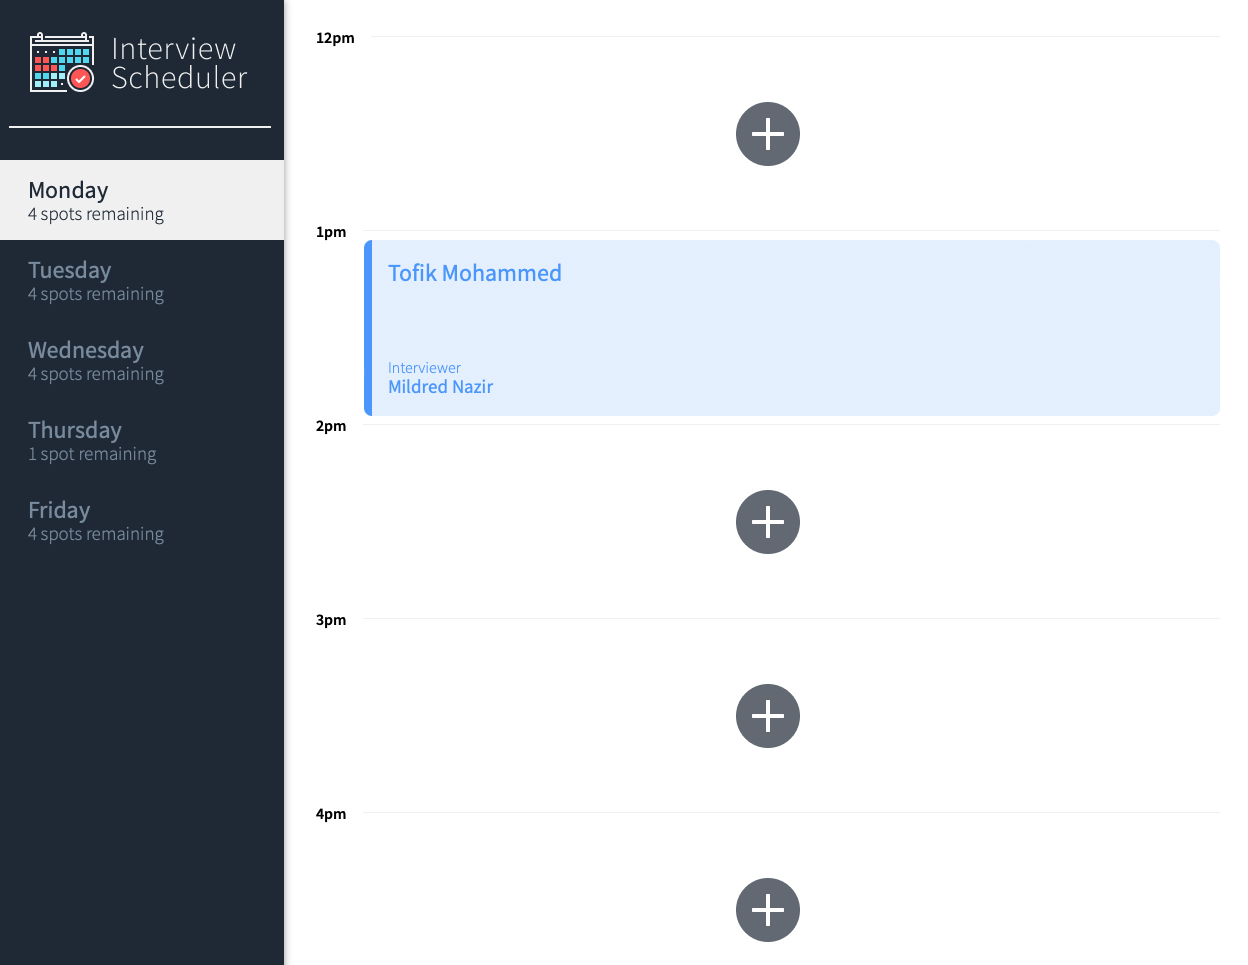 Interview
Scheduler
Monday
4 spots remaining
Tuesday
4 spots remaining
Wednesday
4 spots remaining
Thursday
1 spot remaining
Friday
4 spots remaining
12pm
1pm
Tofik Mohammed
Interviewer
Mildred Nazir
2pm
3pm
4pm